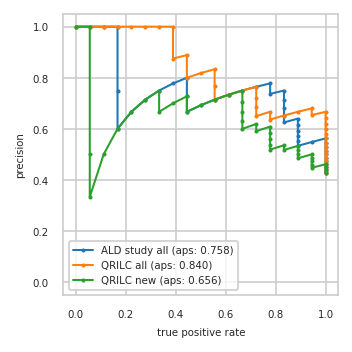 1.0
0.8
0.6
0.4
0.2
0.0
precision
ALD study all (aps: 0.758)
QRILC all (aps: 0.840)
QRILC new (aps: 0.656)
0.0 0.2 0.4 0.6 0.8 1.0
true positive rate